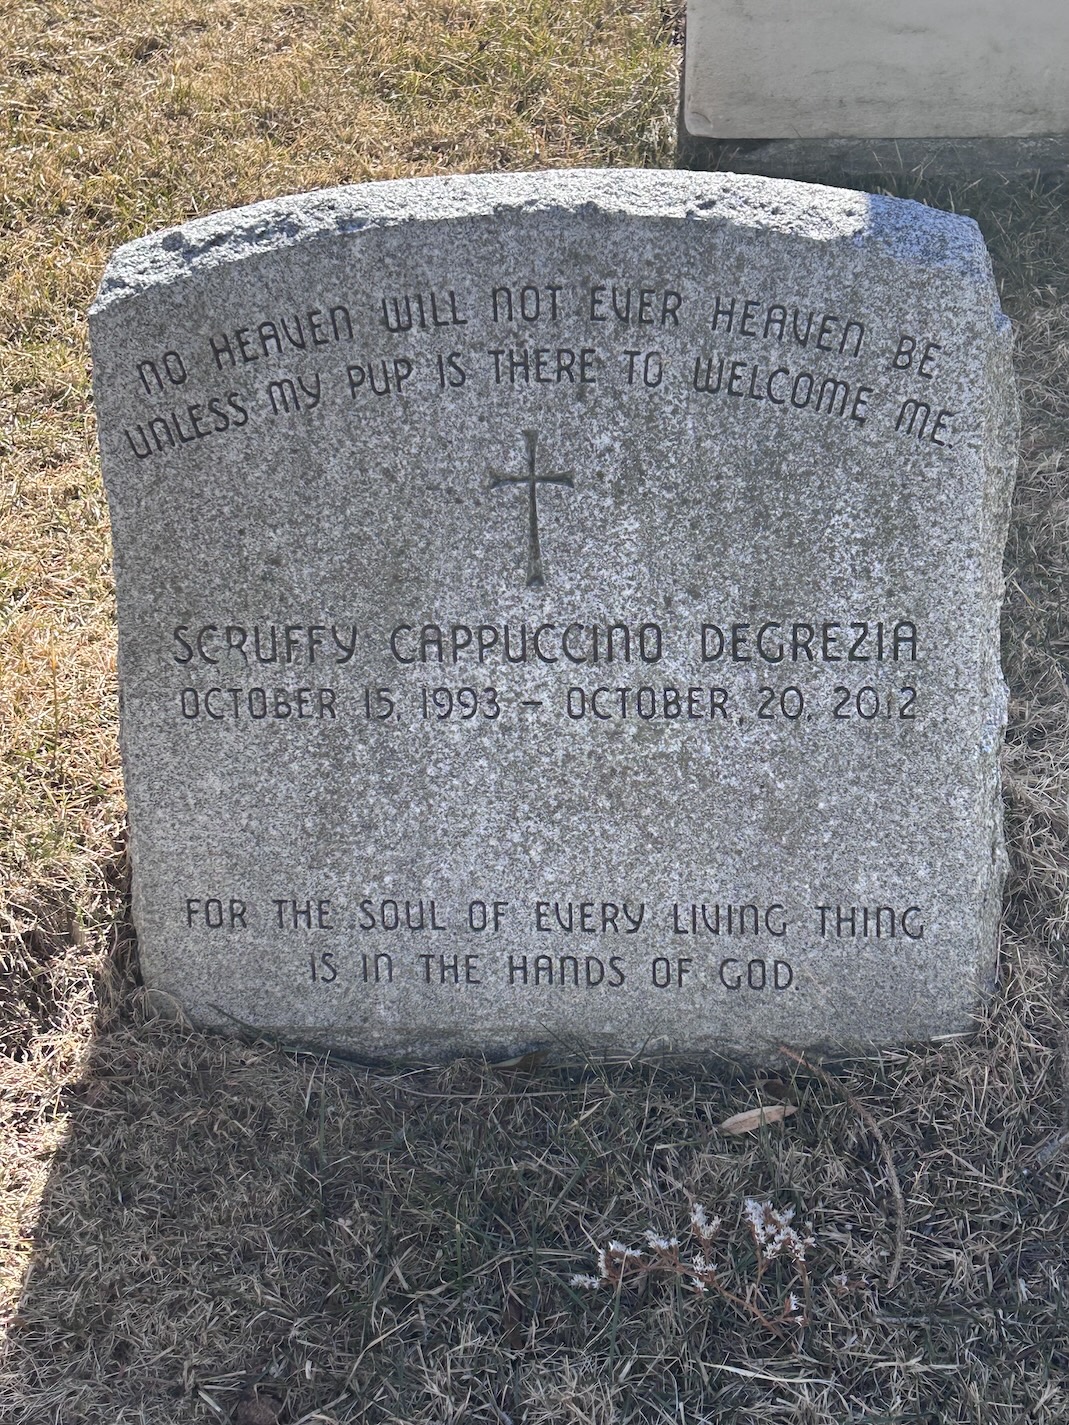 NO HEAVEN WILL NOT EVER HEAVEN BE
UNLESS MY PUP IS THERE TO WELCOME ME.
SCRUFFY CAPPUCCINO DEGREZIA
OCTOBER 15, 1993 – OCTOBER 20, 2012
FOR THE SOUL OF EVERY LIVING THING
IS IN THE HANDS OF GOD.